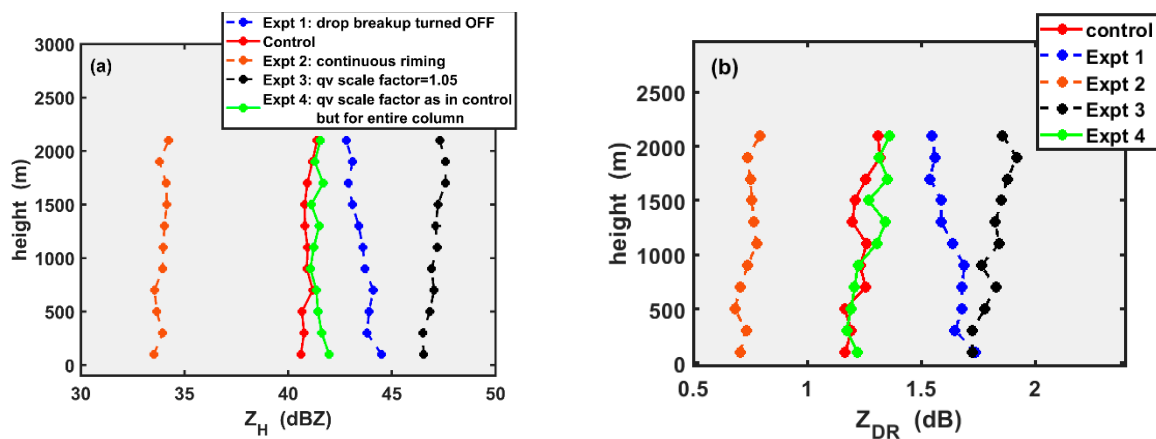 Expt 1: drop breakup turned OFF
Control
Expt 2: continuous riming
Expt 3: qv scale factor=1.05
Expt 4: qv scale factor as in control
but for entire column
(a)
3000
2500
2000
1500
1000
500
0
height (m)
30
35
40
45
50
Z_H (dBZ)
control
Expt 1
Expt 2
Expt 3
Expt 4
(b)
2500
2000
1500
1000
500
0
height (m)
0.5
1
1.5
2
Z_DR (dB)